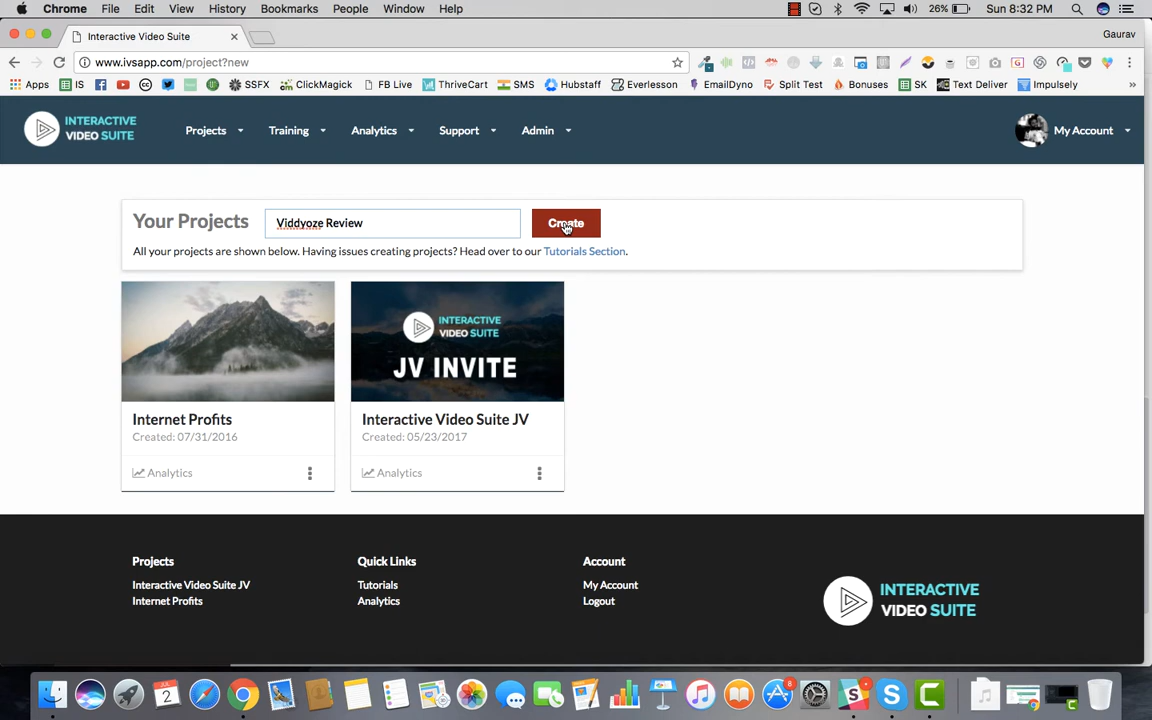 Chrome File Edit View History Bookmarks People Window Help 26% Sun 8:32 PM
Interactive Video Suite Gaurav
www.ivsapp.com/project?new
Apps IS SSFX ClickMagic FB Live ThriveCart SMS Hubstaff Everlesson EmailDyno Split Test Bonuses SK Text Deliver Impulsely »
INTERACTIVE VIDEO SUITE Projects Training Analytics Support Admin My Account
Your Projects Viddyoze Review Create
All your projects are shown below. Having issues creating projects? Head over to our Tutorials Section.
INTERACTIVE
VIDEO SUITE
JV INVITE
Internet Profits Interactive Video Suite JV
Created: 07/31/2016 Created: 05/23/2017
Analytics Analytics
Projects Quick Links Account
Interactive Video Suite JV Tutorials My Account
Internet Profits Analytics Logout
INTERACTIVE
VIDEO SUITE
JUL
2
8